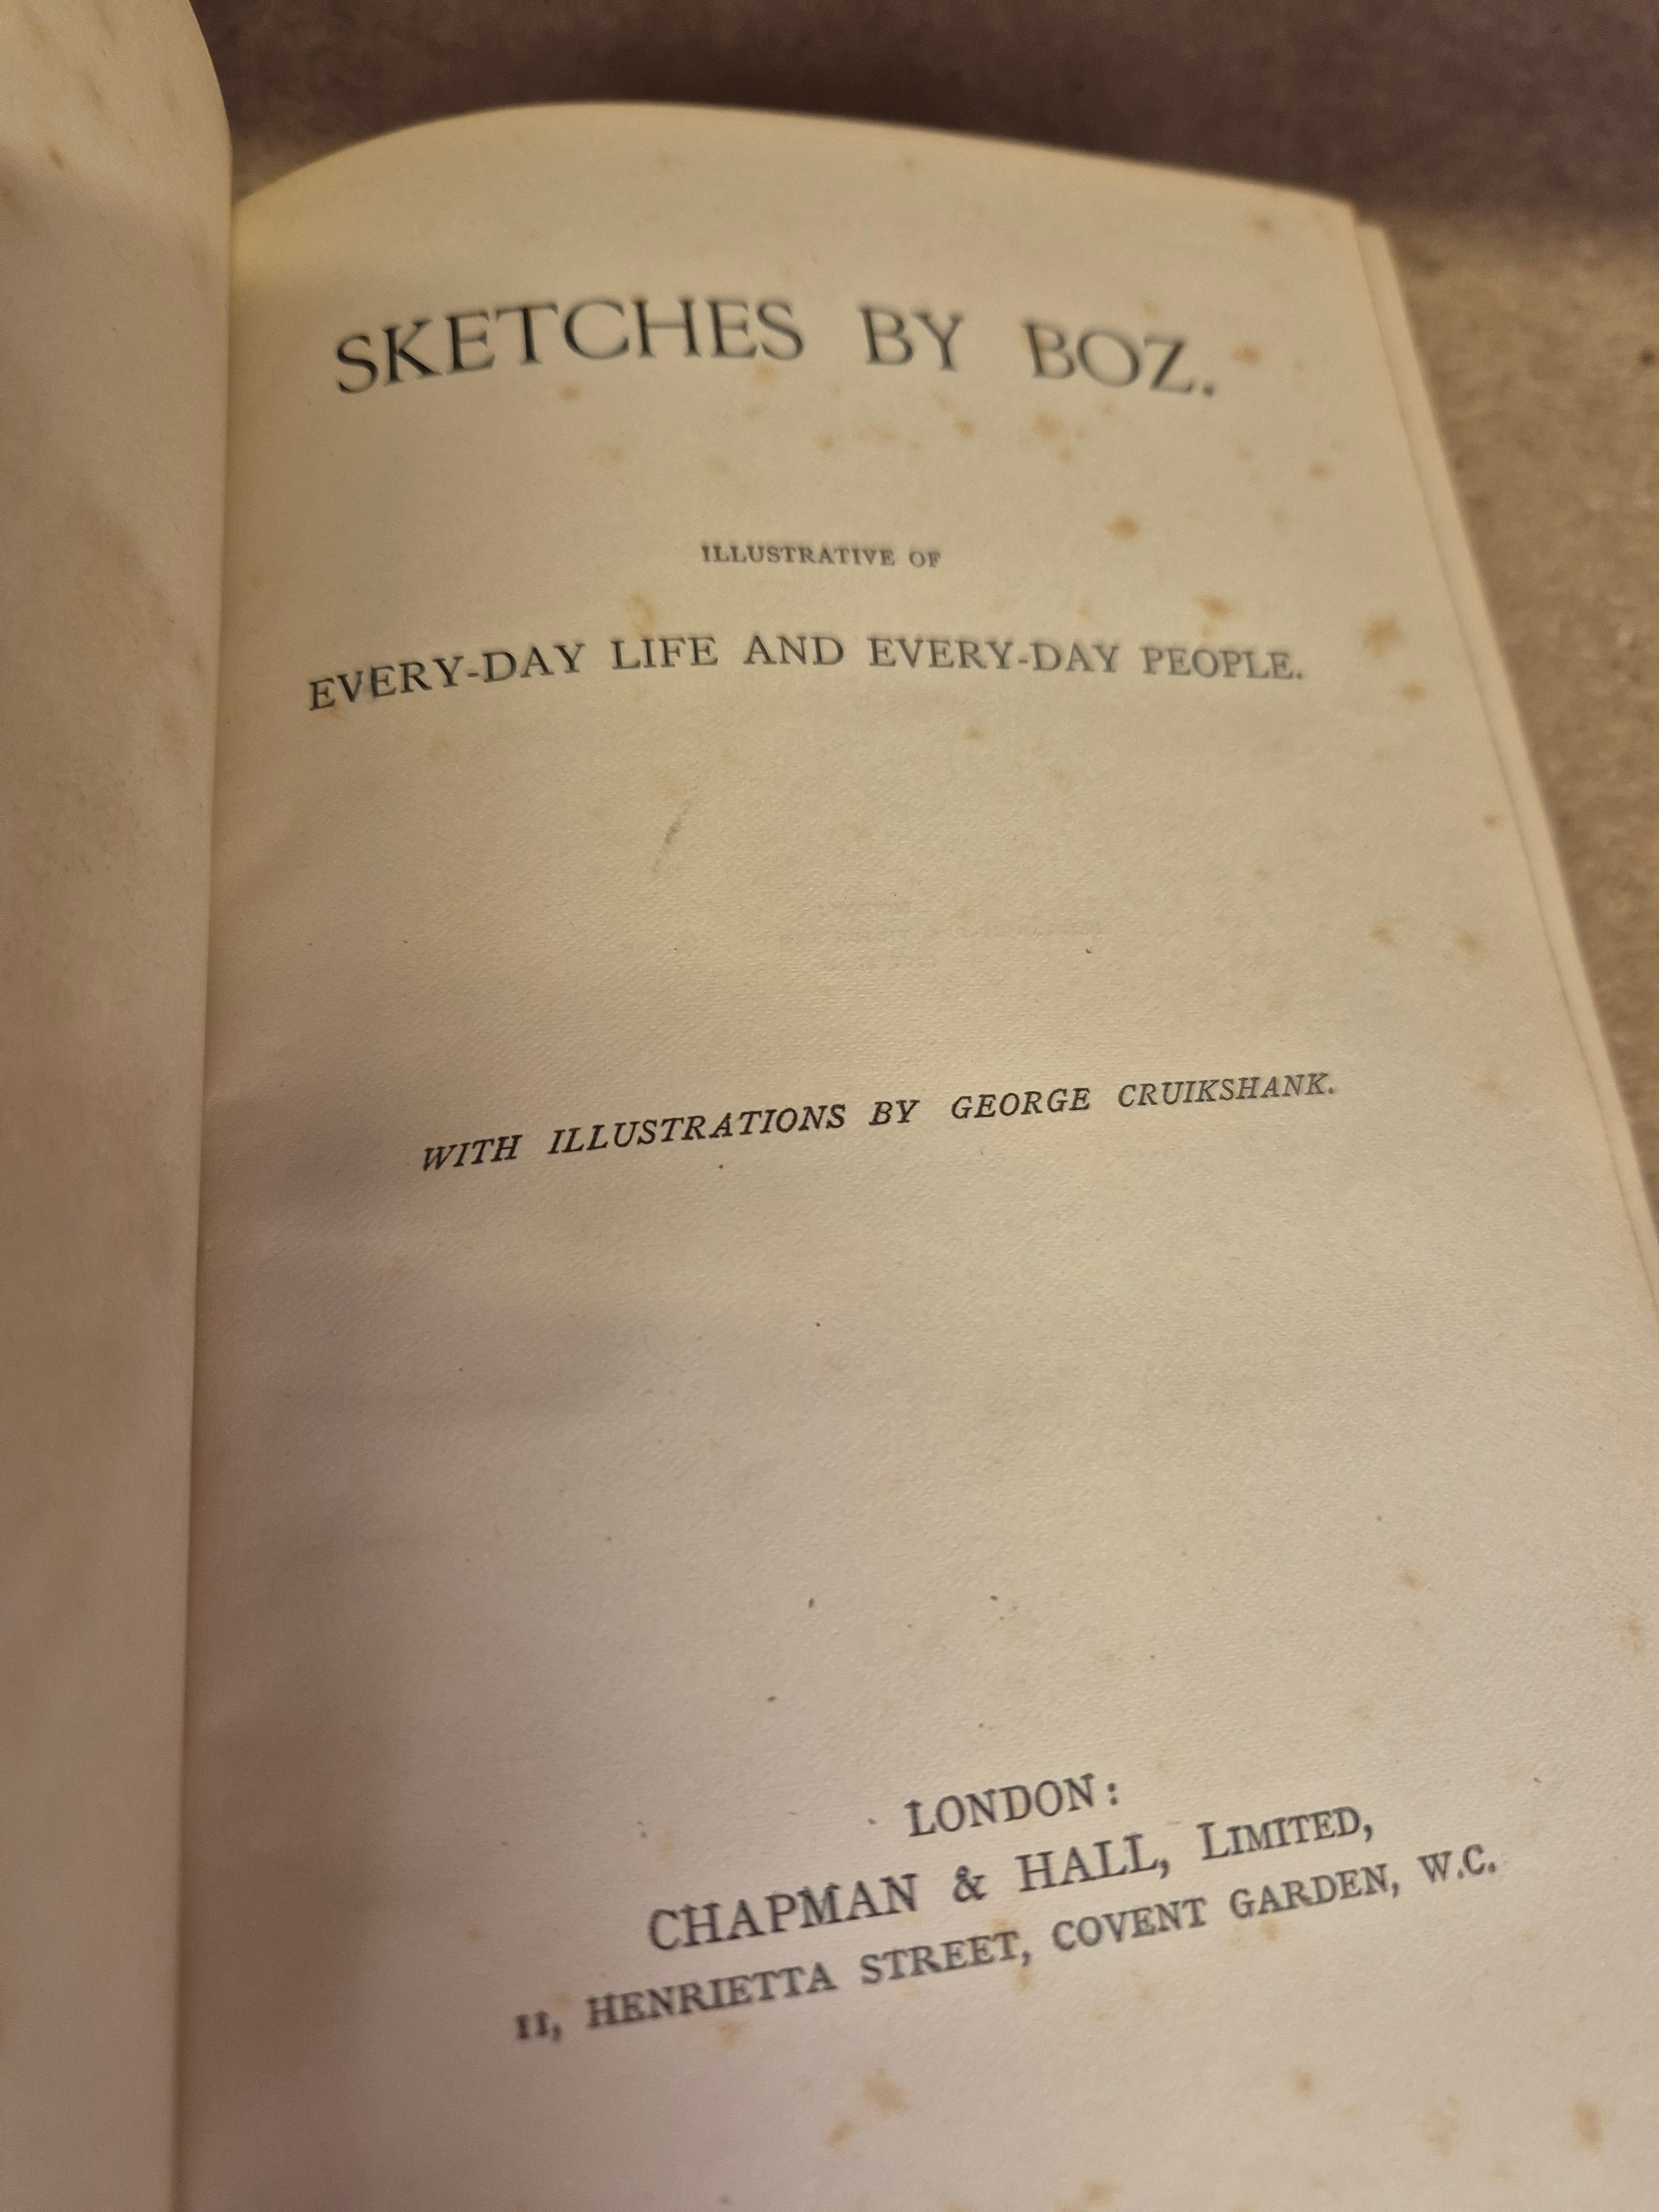 SKETCHES BY BOZ.
ILLUSTRATIVE OF
EVERY-DAY LIFE AND EVERY-DAY PEOPLE.
WITH ILLUSTRATIONS BY GEORGE CRUIKSHANK.
LONDON:
CHAPMAN & HALL, LIMITED,
11, HENRIETTA STREET, COVENT GARDEN, W.C.